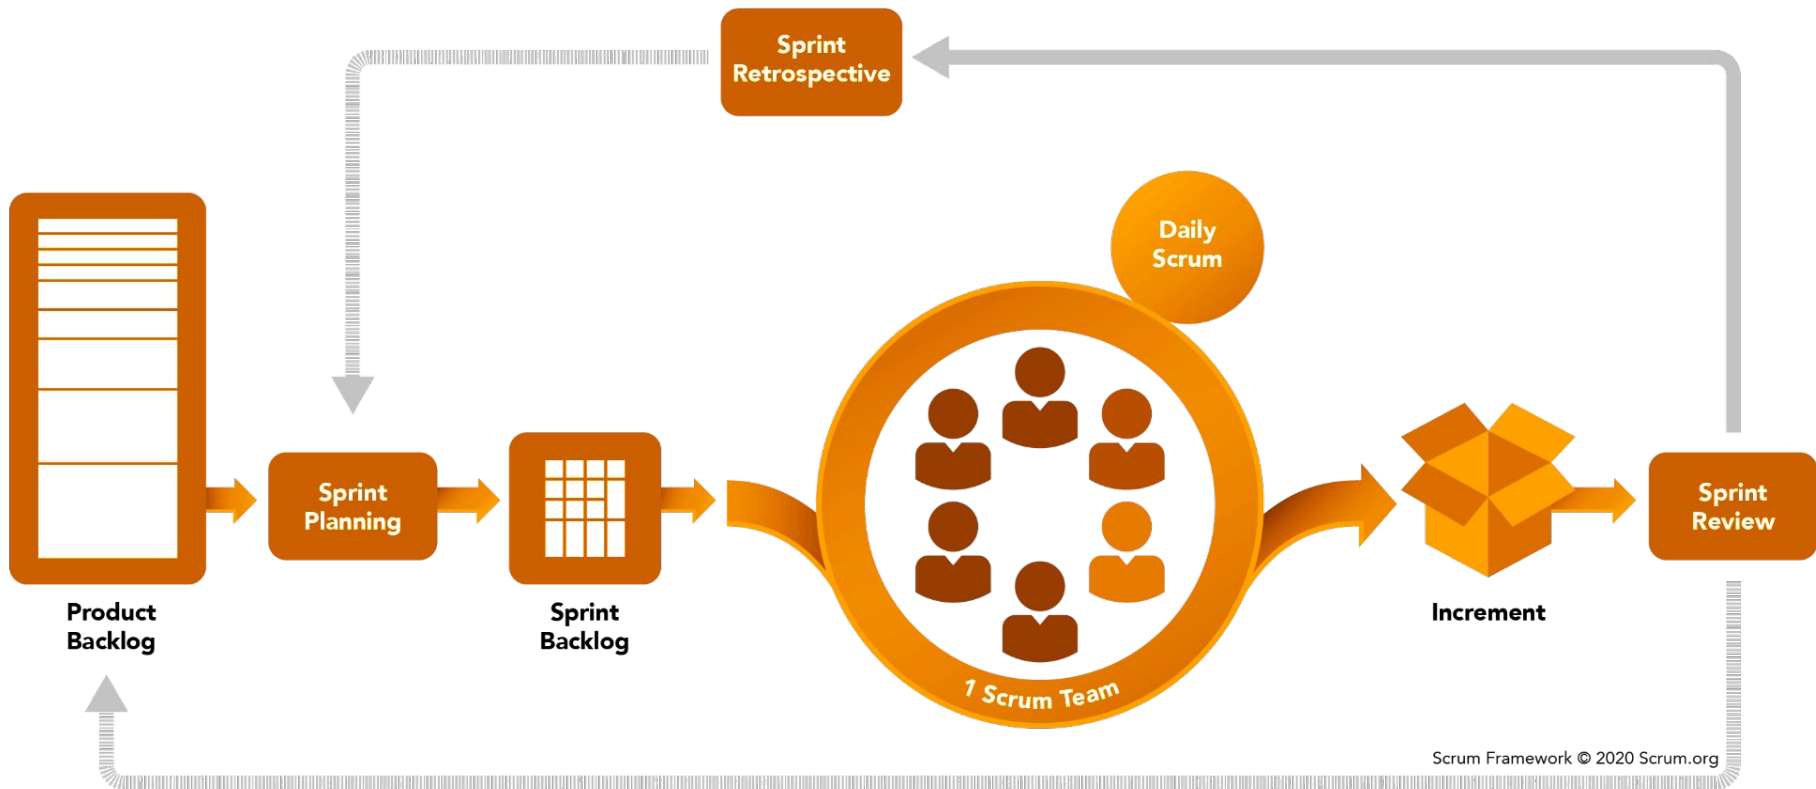 Sprint
Retrospective
Daily
Scrum
Sprint
Planning
Sprint
Review
Product
Backlog
Sprint
Backlog
Increment
1 Scrum Team
Scrum Framework © 2020 Scrum.org